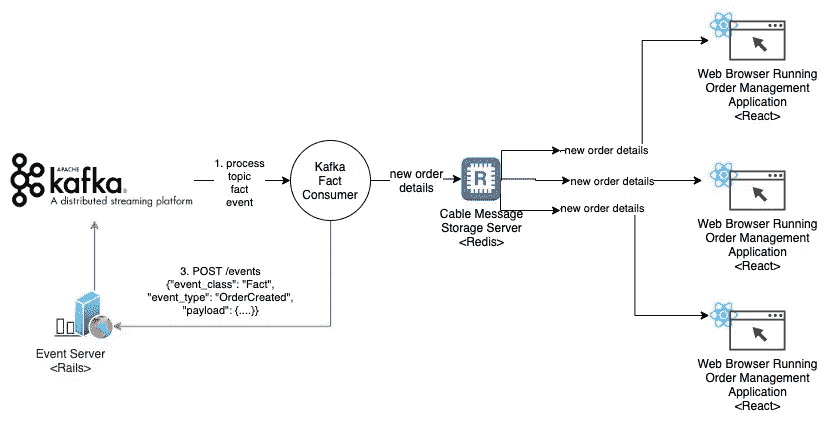 APACHE
kafka®
A distributed streaming platform
1. process
topic
fact
event
Kafka
Fact
Consumer
new order
details
R
Cable Message
Storage Server
<Redis>
new order details
new order details
new order details
Web Browser Running
Order Management
Application
<React>
Web Browser Running
Order Management
Application
<React>
Web Browser Running
Order Management
Application
<React>
3. POST /events
{"event_class": "Fact",
"event_type": "OrderCreated",
"payload": {....}}
Event Server
<Rails>